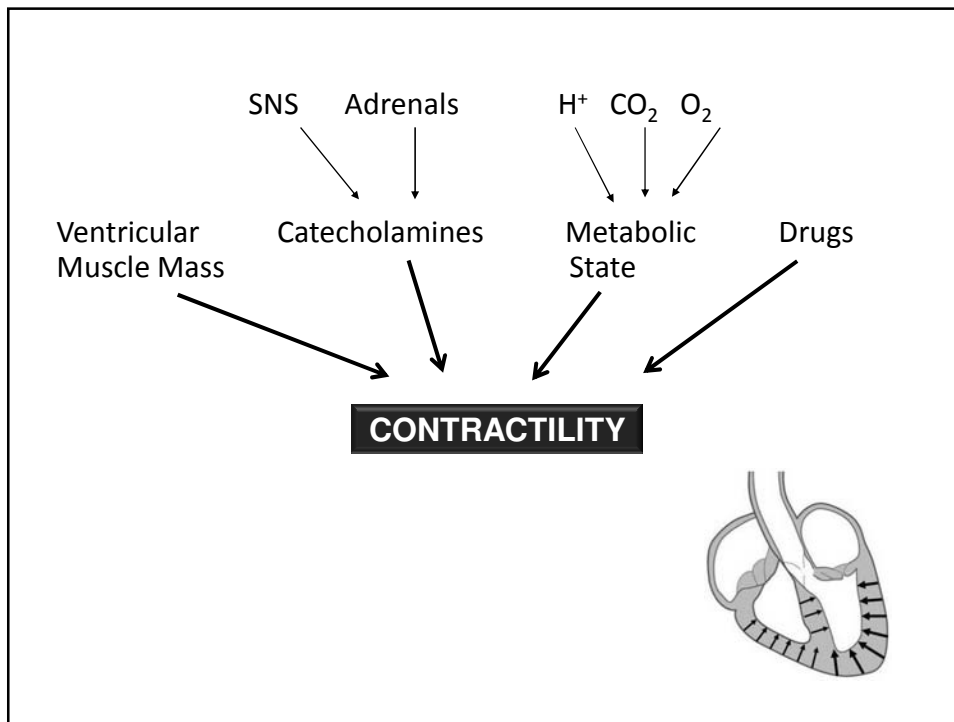 SNS Adrenals H⁺ CO₂ O₂
Ventricular Muscle Mass
Catecholamines
Metabolic State
Drugs
CONTRACTILITY